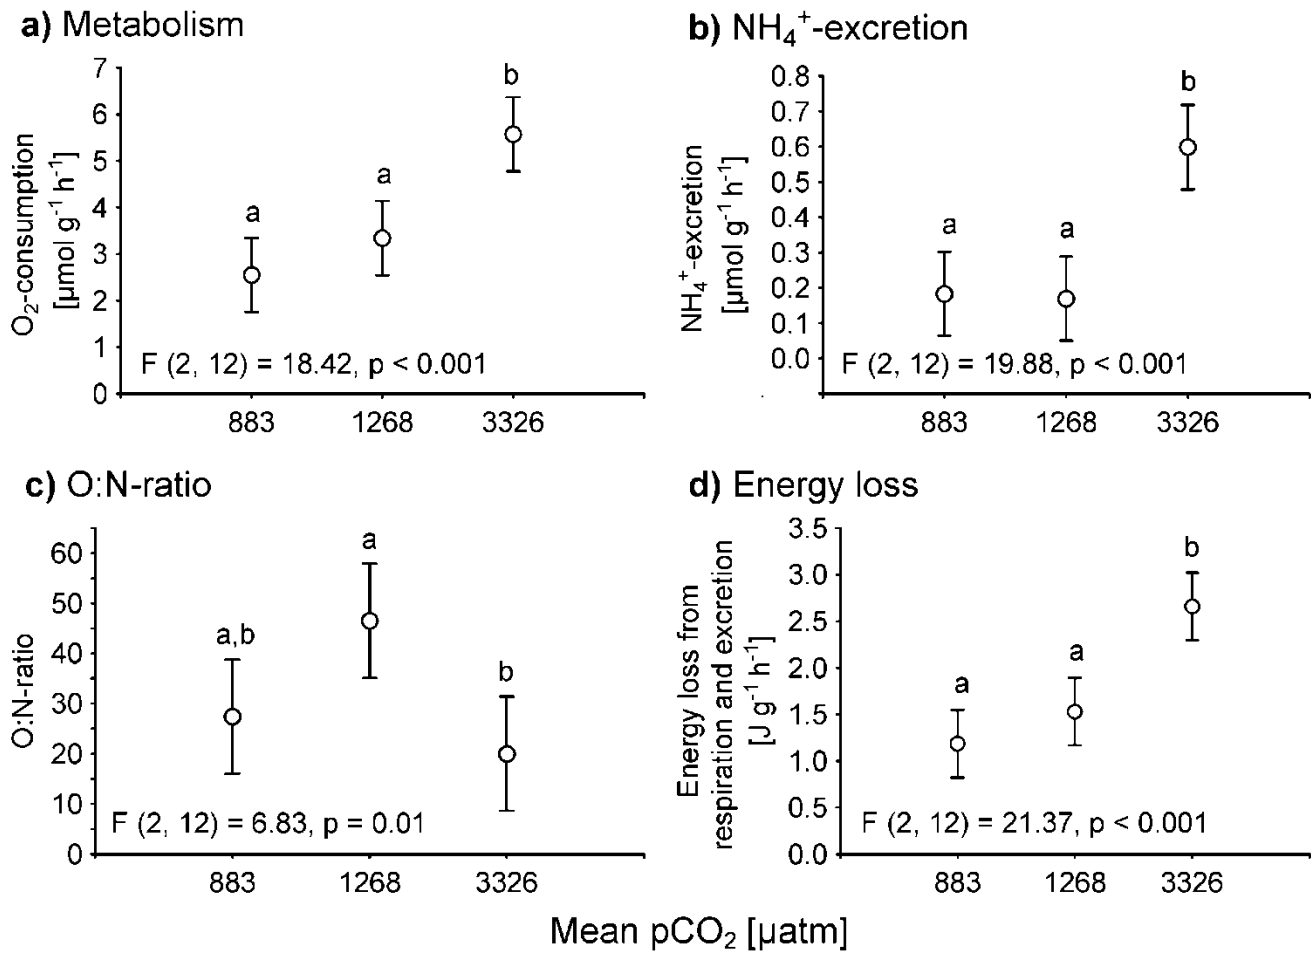 a) Metabolism
7
6
5
4
3
2
1
0
O₂-consumption
[µmol g⁻¹ h⁻¹]
a
a
b
F (2, 12) = 18.42, p < 0.001
883 1268 3326
b) NH₄⁺-excretion
0.8
0.7
0.6
0.5
0.4
0.3
0.2
0.1
0.0
NH₄⁺-excretion
[µmol g⁻¹ h⁻¹]
a
a
b
F (2, 12) = 19.88, p < 0.001
883 1268 3326
c) O:N-ratio
60
50
40
30
20
10
0
O:N-ratio
a,b
a
b
F (2, 12) = 6.83, p = 0.01
883 1268 3326
d) Energy loss
3.5
3.0
2.5
2.0
1.5
1.0
0.5
0.0
Energy loss from
respiration and excretion
[J g⁻¹ h⁻¹]
a
a
b
F (2, 12) = 21.37, p < 0.001
883 1268 3326
Mean pCO₂ [µatm]